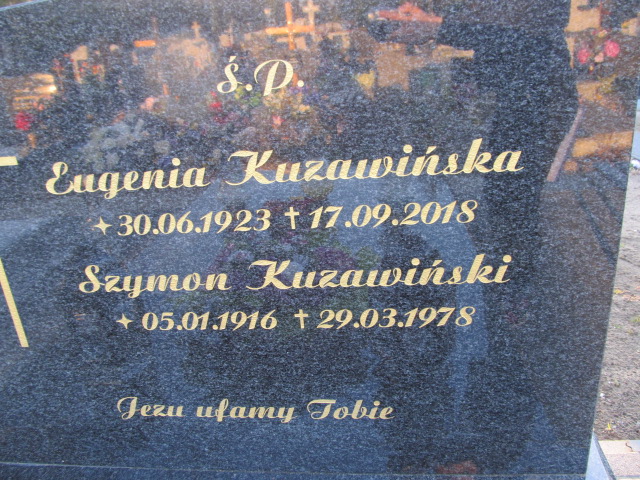 Ś.P.
Eugenia Kuzawińska
✦ 30.06.1923 † 17.09.2018
Szymon Kuzawiński
✦ 05.01.1916 † 29.03.1978
Jezu ufamy Tobie